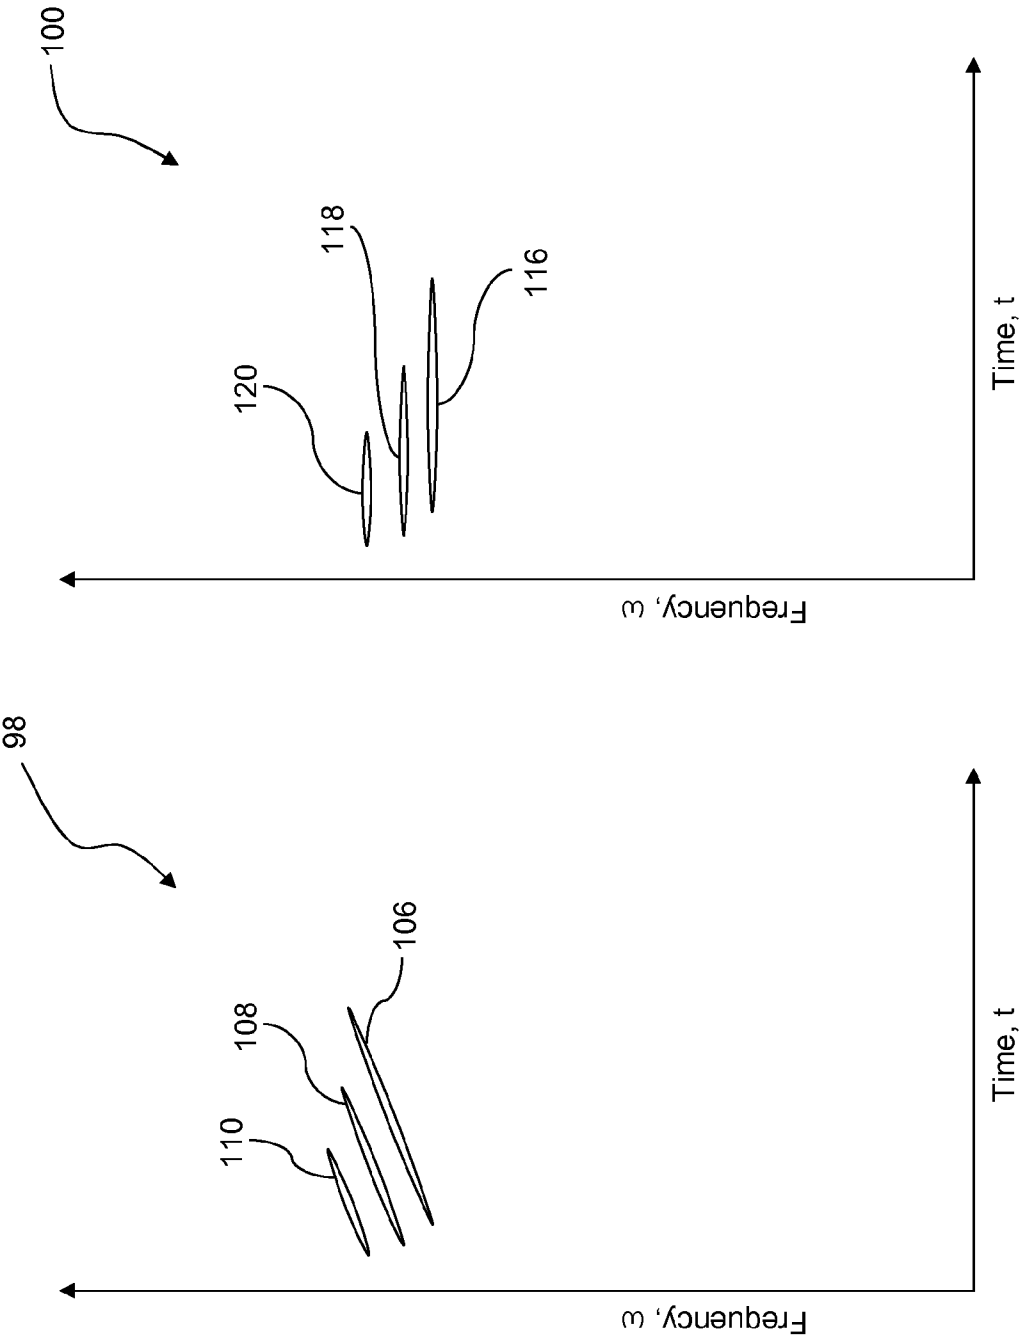 98
110
108
106
Frequency, ω
Time, t
100
120
118
116
Frequency, ω
Time, t